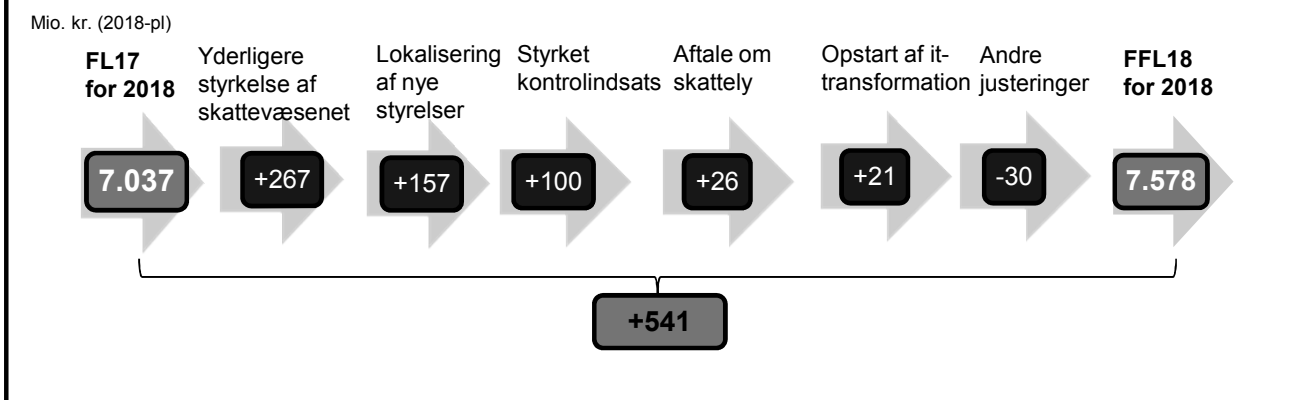 Mio. kr. (2018-pl)
FL17
for 2018
Yderligere
styrkelse af
skattevæsenet
Lokalisering
af nye
styrelser
Styrket
kontrolindsats
Aftale om
skattely
Opstart af it-
transformation
Andre
justeringer
FFL18
for 2018
7.037
+267
+157
+100
+26
+21
-30
7.578
+541